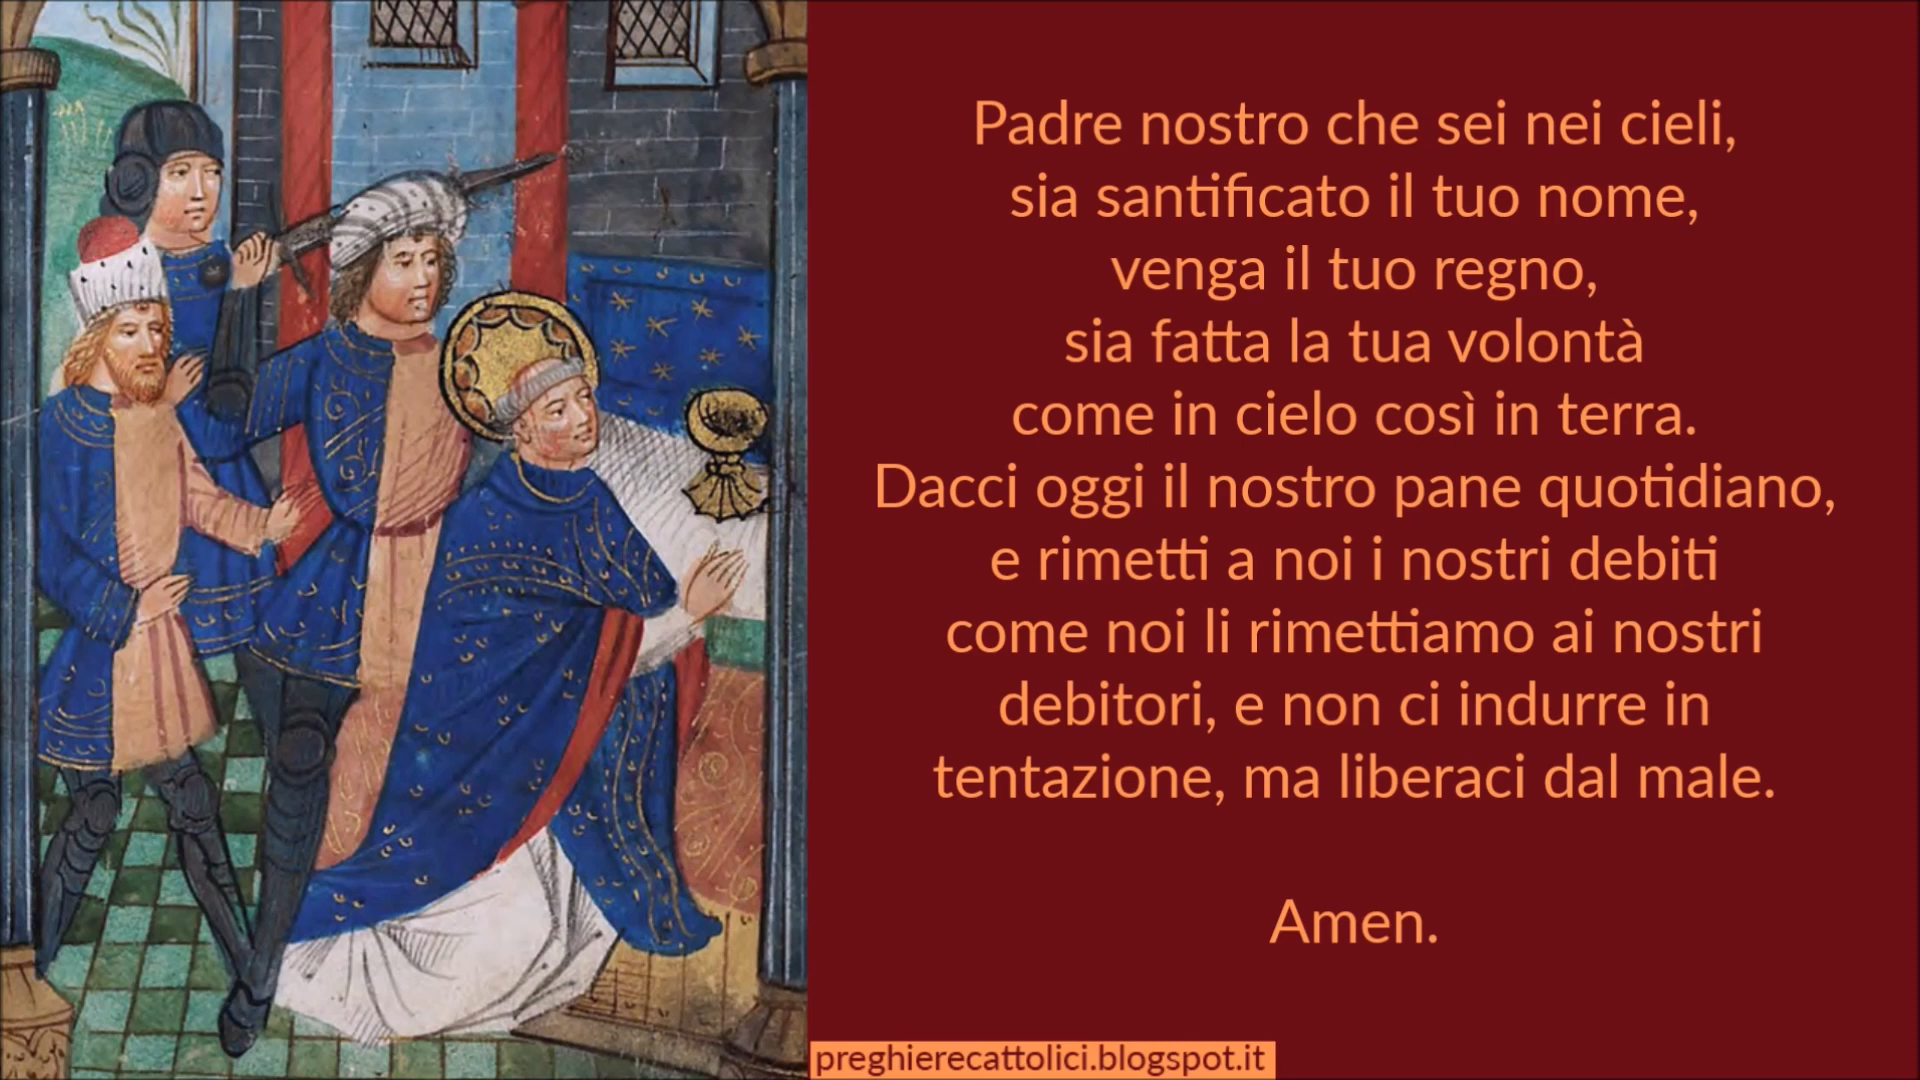 Padre nostro che sei nei cieli,
sia santificato il tuo nome,
venga il tuo regno,
sia fatta la tua volontà
come in cielo così in terra.
Dacci oggi il nostro pane quotidiano,
e rimetti a noi i nostri debiti
come noi li rimettiamo ai nostri
debitori, e non ci indurre in
tentazione, ma liberaci dal male.
Amen.
preghierecattolici.blogspot.it